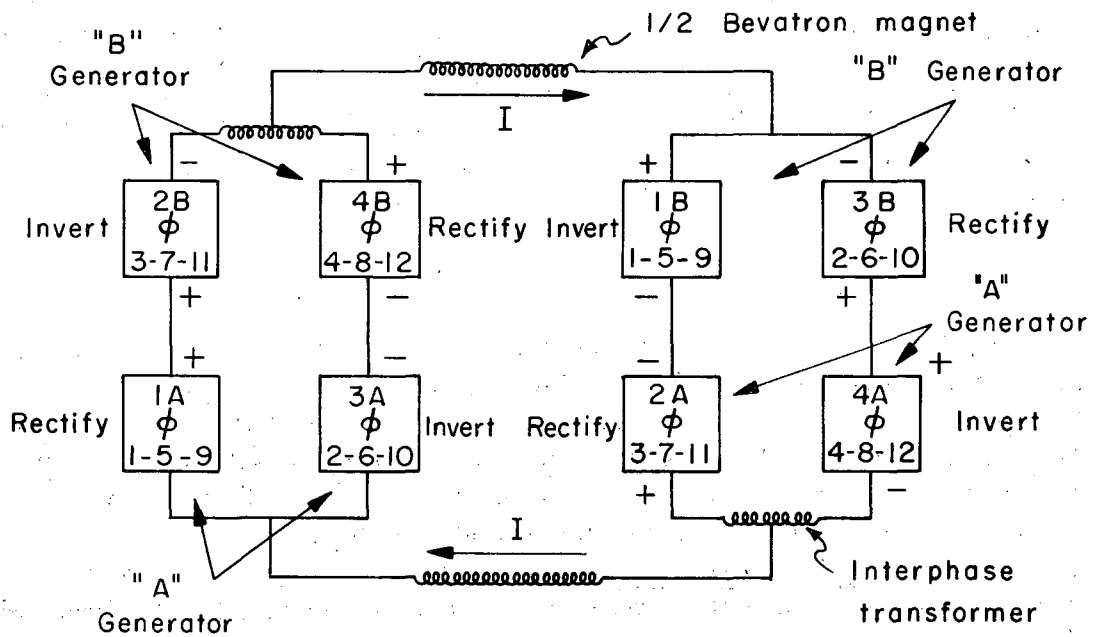 1/2 Bevatron magnet
"B"
Generator
"B" Generator
I
- + + -
2B
φ
3-7-11
Invert
4B
φ
4-8-12
Rectify
1B
φ
1-5-9
Invert
3B
φ
2-6-10
Rectify
+ - - +
"A"
Generator
+ - - +
1A
φ
1-5-9
Rectify
3A
φ
2-6-10
Invert
2A
φ
3-7-11
Rectify
4A
φ
4-8-12
Invert
+ -
I
"A"
Generator
Interphase
transformer